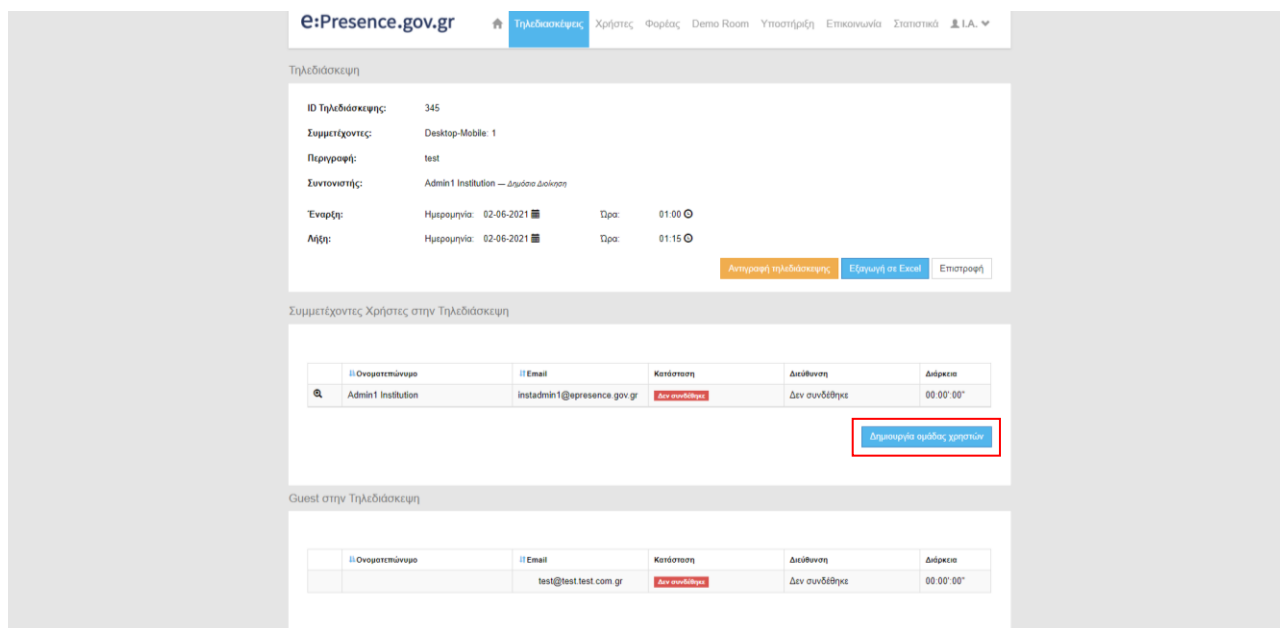 e:Presence.gov.gr Τηλεδιασκέψεις Χρήστες Φορέας Demo Room Υποστήριξη Επικοινωνία Στατιστικά I.A.
Τηλεδιάσκεψη
ID Τηλεδιάσκεψης: 345
Συμμετέχοντες: Desktop-Mobile: 1
Περιγραφή: test
Συντονιστής: Admin1 Institution — Δημόσια Διοίκηση
Έναρξη: Ημερομηνία: 02-06-2021 Ώρα: 01:00
Λήξη: Ημερομηνία: 02-06-2021 Ώρα: 01:15
Αντιγραφή τηλεδιάσκεψης Εξαγωγή σε Excel Επιστροφή
Συμμετέχοντες Χρήστες στην Τηλεδιάσκεψη
Ονοματεπώνυμο Email Κατάσταση Διεύθυνση Διάρκεια
Admin1 Institution instadmin1@epresence.gov.gr Δεν συνδέθηκε Δεν συνδέθηκε 00:00':00"
Δημιουργία ομάδας χρηστών
Guest στην Τηλεδιάσκεψη
Ονοματεπώνυμο Email Κατάσταση Διεύθυνση Διάρκεια
test@test.test.com.gr Δεν συνδέθηκε Δεν συνδέθηκε 00:00':00"